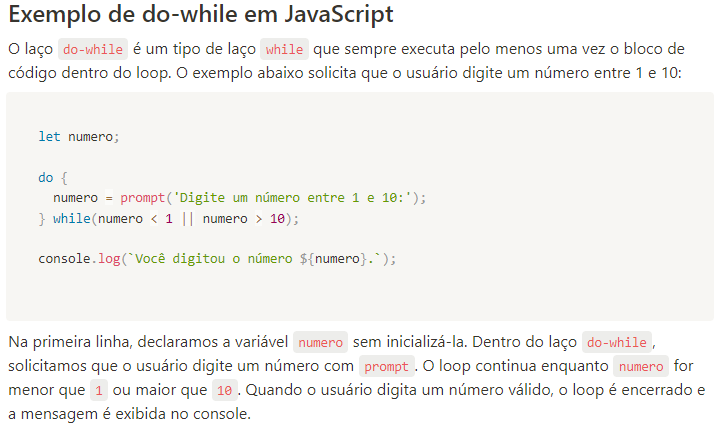 Exemplo de do-while em JavaScript
O laço do-while é um tipo de laço while que sempre executa pelo menos uma vez o bloco de
código dentro do loop. O exemplo abaixo solicita que o usuário digite um número entre 1 e 10:
let numero;
do {
  numero = prompt('Digite um número entre 1 e 10:');
} while(numero < 1 || numero > 10);
console.log(`Você digitou o número ${numero}.`);
Na primeira linha, declaramos a variável numero sem inicializá-la. Dentro do laço do-while,
solicitamos que o usuário digite um número com prompt. O loop continua enquanto numero for
menor que 1 ou maior que 10. Quando o usuário digita um número válido, o loop é encerrado e
a mensagem é exibida no console.